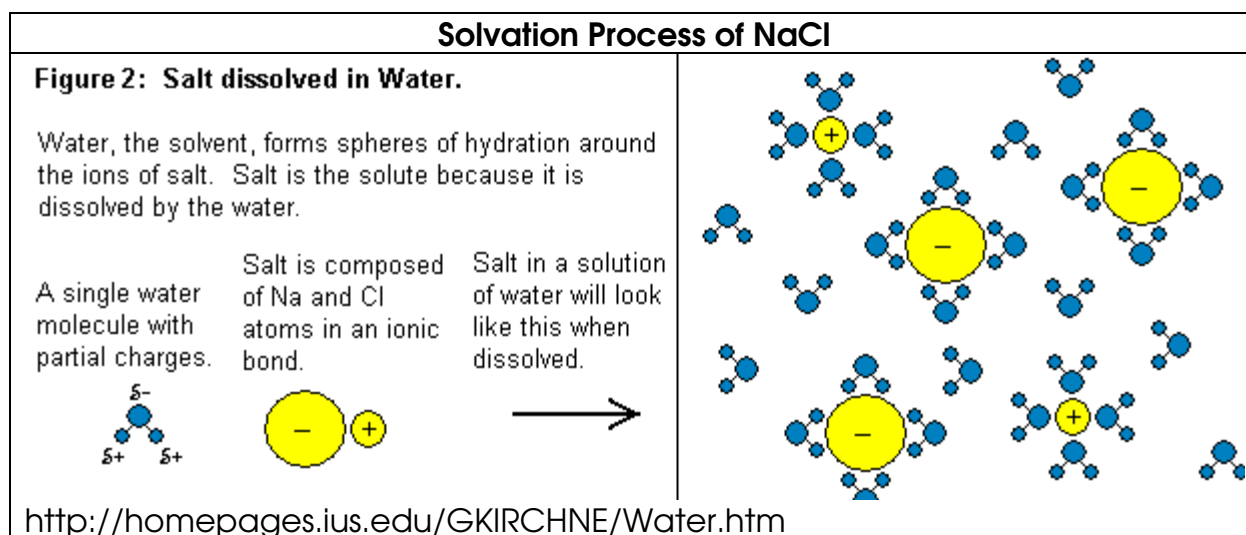 Solvation Process of NaCl
Figure 2: Salt dissolved in Water.
Water, the solvent, forms spheres of hydration around
the ions of salt. Salt is the solute because it is
dissolved by the water.
A single water
molecule with
partial charges.
δ-
δ+ δ+
Salt is composed
of Na and Cl
atoms in an ionic
bond.
− +
Salt in a solution
of water will look
like this when
dissolved.
+
−
−
−
+
http://homepages.ius.edu/GKIRCHNE/Water.htm